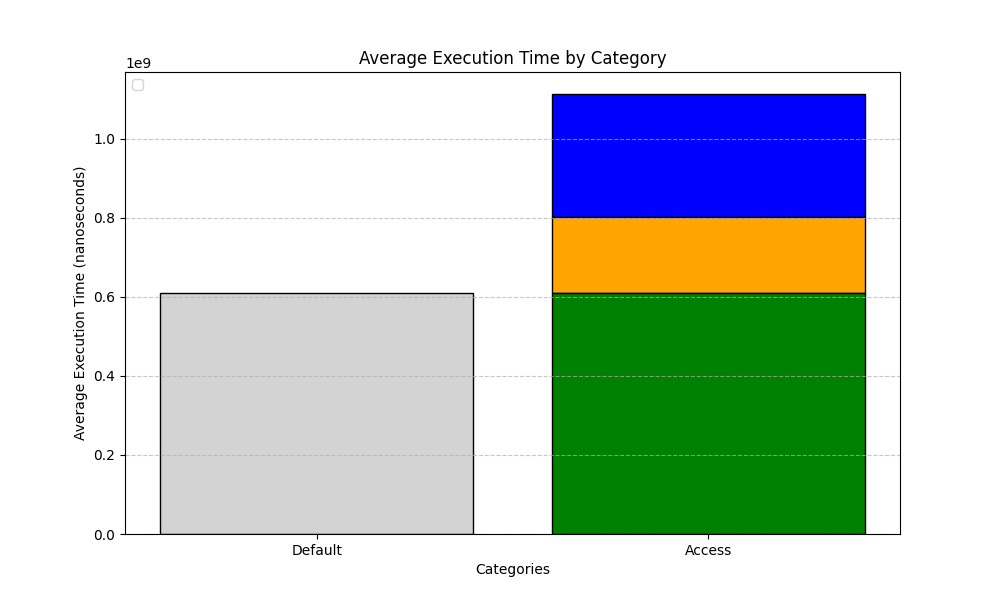 Average Execution Time by Category
1e9
Average Execution Time (nanoseconds)
1.0
0.8
0.6
0.4
0.2
0.0
Default
Access
Categories